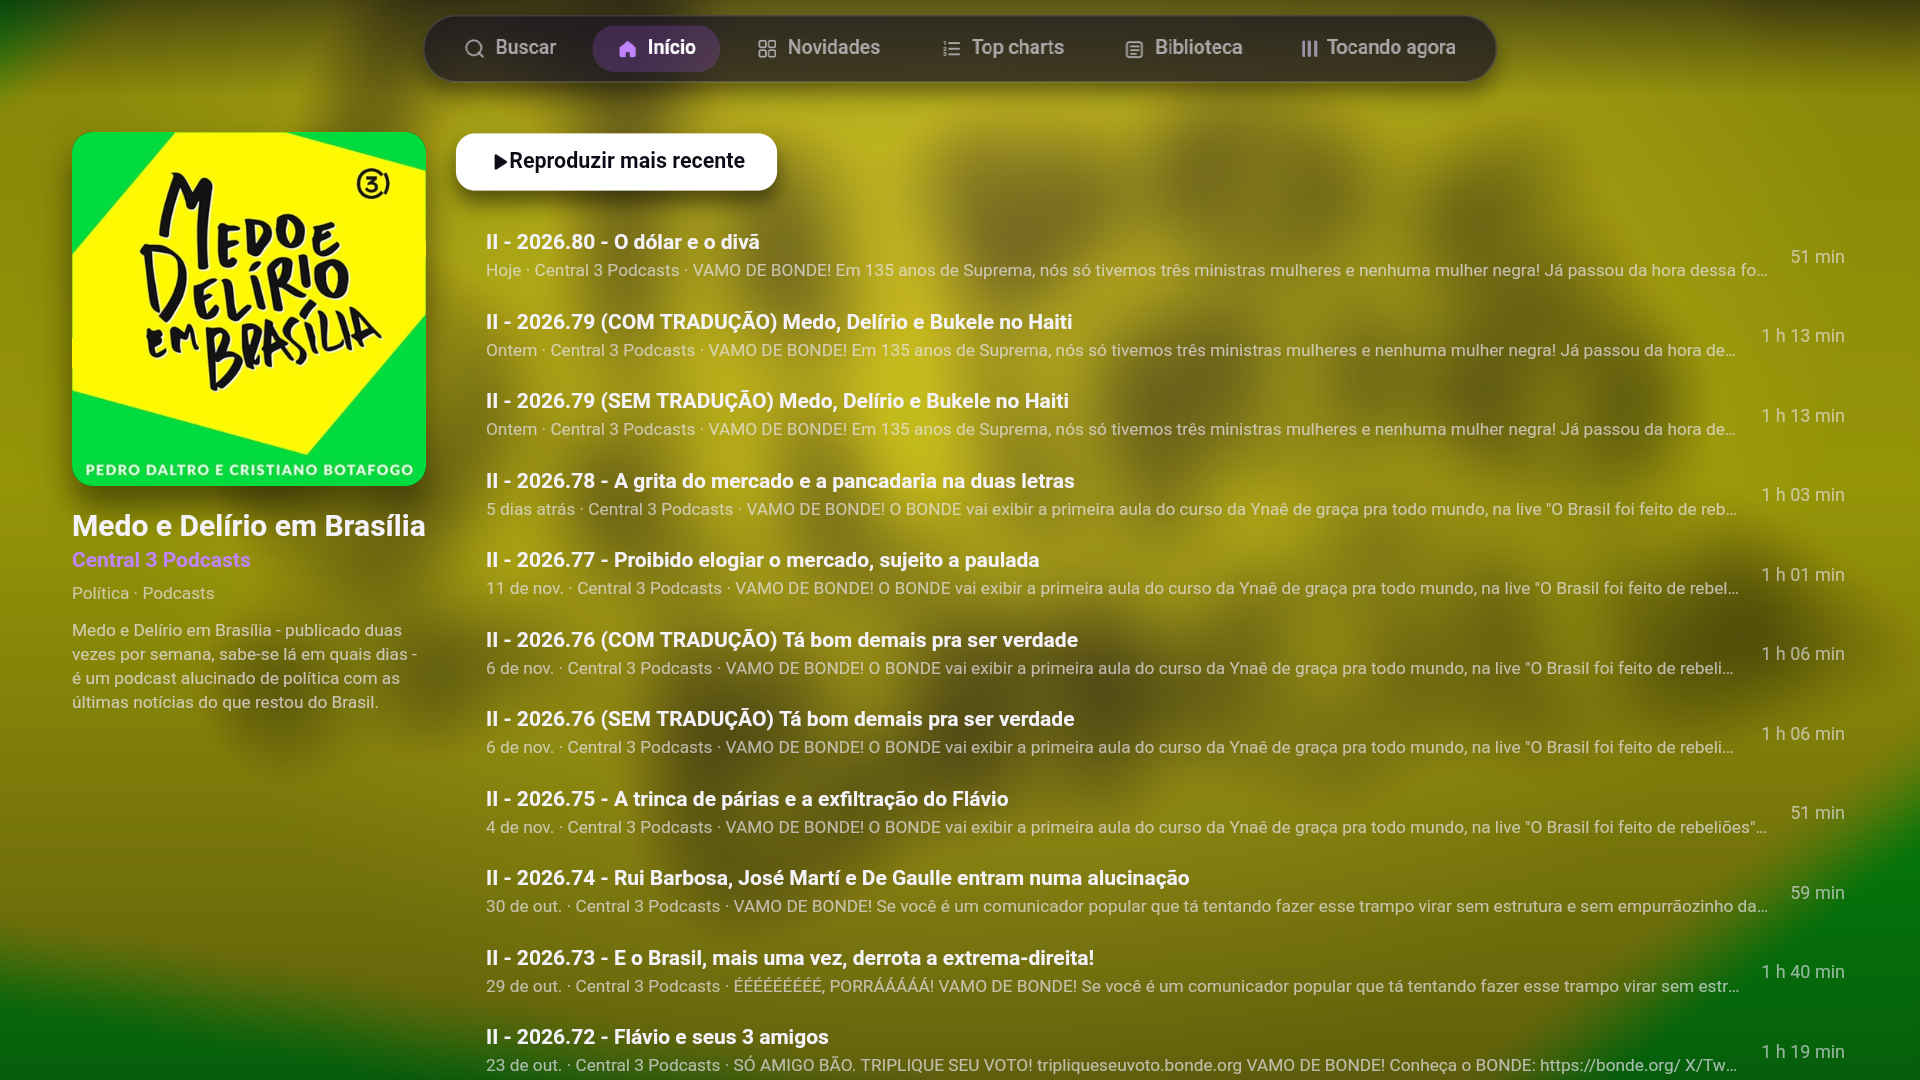 Buscar
Início
Novidades
Top charts
Biblioteca
Tocando agora
3
MEDO E
DELÍRIO
EM BRASÍLIA
PEDRO DALTRO E CRISTIANO BOTAFOGO
Medo e Delírio em Brasília
Central 3 Podcasts
Política · Podcasts
Medo e Delírio em Brasília - publicado duas
vezes por semana, sabe-se lá em quais dias -
é um podcast alucinado de política com as
últimas notícias do que restou do Brasil.
Reproduzir mais recente
II - 2026.80 - O dólar e o divã
Hoje · Central 3 Podcasts · VAMO DE BONDE! Em 135 anos de Suprema, nós só tivemos três ministras mulheres e nenhuma mulher negra! Já passou da hora dessa fo…
51 min
II - 2026.79 (COM TRADUÇÃO) Medo, Delírio e Bukele no Haiti
Ontem · Central 3 Podcasts · VAMO DE BONDE! Em 135 anos de Suprema, nós só tivemos três ministras mulheres e nenhuma mulher negra! Já passou da hora de…
1 h 13 min
II - 2026.79 (SEM TRADUÇÃO) Medo, Delírio e Bukele no Haiti
Ontem · Central 3 Podcasts · VAMO DE BONDE! Em 135 anos de Suprema, nós só tivemos três ministras mulheres e nenhuma mulher negra! Já passou da hora de…
1 h 13 min
II - 2026.78 - A grita do mercado e a pancadaria na duas letras
5 dias atrás · Central 3 Podcasts · VAMO DE BONDE! O BONDE vai exibir a primeira aula do curso da Ynaê de graça pra todo mundo, na live "O Brasil foi feito de reb…
1 h 03 min
II - 2026.77 - Proibido elogiar o mercado, sujeito a paulada
11 de nov. · Central 3 Podcasts · VAMO DE BONDE! O BONDE vai exibir a primeira aula do curso da Ynaê de graça pra todo mundo, na live "O Brasil foi feito de rebel…
1 h 01 min
II - 2026.76 (COM TRADUÇÃO) Tá bom demais pra ser verdade
6 de nov. · Central 3 Podcasts · VAMO DE BONDE! O BONDE vai exibir a primeira aula do curso da Ynaê de graça pra todo mundo, na live "O Brasil foi feito de rebeli…
1 h 06 min
II - 2026.76 (SEM TRADUÇÃO) Tá bom demais pra ser verdade
6 de nov. · Central 3 Podcasts · VAMO DE BONDE! O BONDE vai exibir a primeira aula do curso da Ynaê de graça pra todo mundo, na live "O Brasil foi feito de rebeli…
1 h 06 min
II - 2026.75 - A trinca de párias e a exfiltração do Flávio
4 de nov. · Central 3 Podcasts · VAMO DE BONDE! O BONDE vai exibir a primeira aula do curso da Ynaê de graça pra todo mundo, na live "O Brasil foi feito de rebeliões"…
51 min
II - 2026.74 - Rui Barbosa, José Martí e De Gaulle entram numa alucinação
30 de out. · Central 3 Podcasts · VAMO DE BONDE! Se você é um comunicador popular que tá tentando fazer esse trampo virar sem estrutura e sem empurrãozinho da…
59 min
II - 2026.73 - E o Brasil, mais uma vez, derrota a extrema-direita!
29 de out. · Central 3 Podcasts · ÉÉÉÉÉÉÉÉÉ, PORRÁÁÁÁÁ! VAMO DE BONDE! Se você é um comunicador popular que tá tentando fazer esse trampo virar sem estr…
1 h 40 min
II - 2026.72 - Flávio e seus 3 amigos
23 de out. · Central 3 Podcasts · SÓ AMIGO BÃO. TRIPLIQUE SEU VOTO! tripliqueseuvoto.bonde.org VAMO DE BONDE! Conheça o BONDE: https://bonde.org/ X/Tw…
1 h 19 min